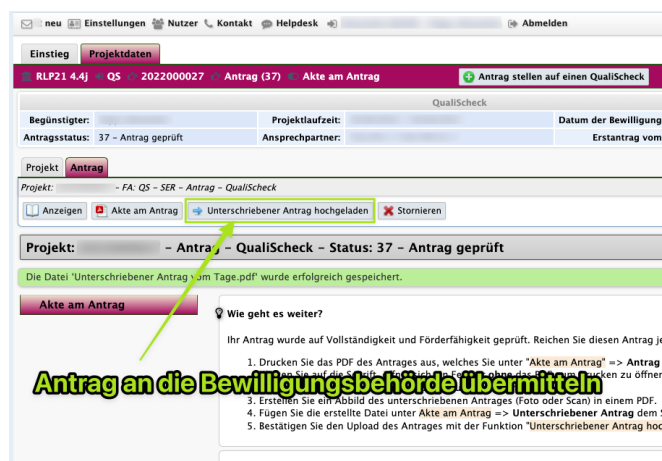 neu Einstellungen Nutzer Kontakt Helpdesk Abmelden
Einstieg Projektdaten
RLP21 4.4j QS 2022000027 Antrag (37) Akte am Antrag Antrag stellen auf einen QualiScheck
QualiScheck
Begünstigter: Projektlaufzeit: Datum der Bewilligung
Antragsstatus: 37 - Antrag geprüft Ansprechpartner: Erstantrag vom
Projekt Antrag
Projekt: - FA: QS - SER - Antrag - QualiScheck
Anzeigen Akte am Antrag Unterschriebener Antrag hochgeladen Stornieren
Projekt: - Antrag - QualiScheck - Status: 37 - Antrag geprüft
Die Datei 'Unterschriebener Antrag vom Tage.pdf' wurde erfolgreich gespeichert.
Akte am Antrag
Wie geht es weiter?
Ihr Antrag wurde auf Vollständigkeit und Förderfähigkeit geprüft. Reichen Sie diesen Antrag
1. Drucken Sie das PDF des Antrages aus, welches Sie unter "Akte am Antrag" => Antrag
Antrag an die Bewilligungsbehörde übermitteln
3. Erstellen Sie ein Abbild des unterschriebenen Antrages (Foto oder Scan) in einem PDF.
4. Fügen Sie die erstellte Datei unter Akte am Antrag => Unterschriebener Antrag dem
5. Bestätigen Sie den Upload des Antrages mit der Funktion "Unterschriebener Antrag